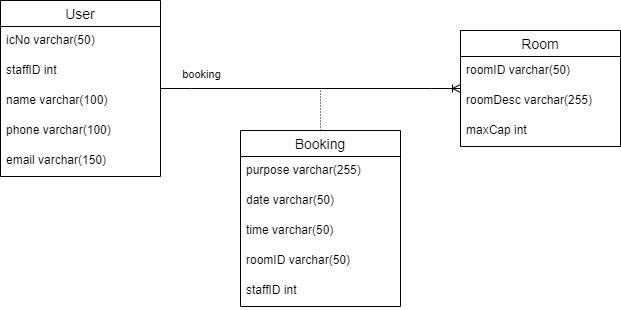 User
icNo varchar(50)
staffID int
name varchar(100)
phone varchar(100)
email varchar(150)
booking
Room
roomID varchar(50)
roomDesc varchar(255)
maxCap int
Booking
purpose varchar(255)
date varchar(50)
time varchar(50)
roomID varchar(50)
staffID int